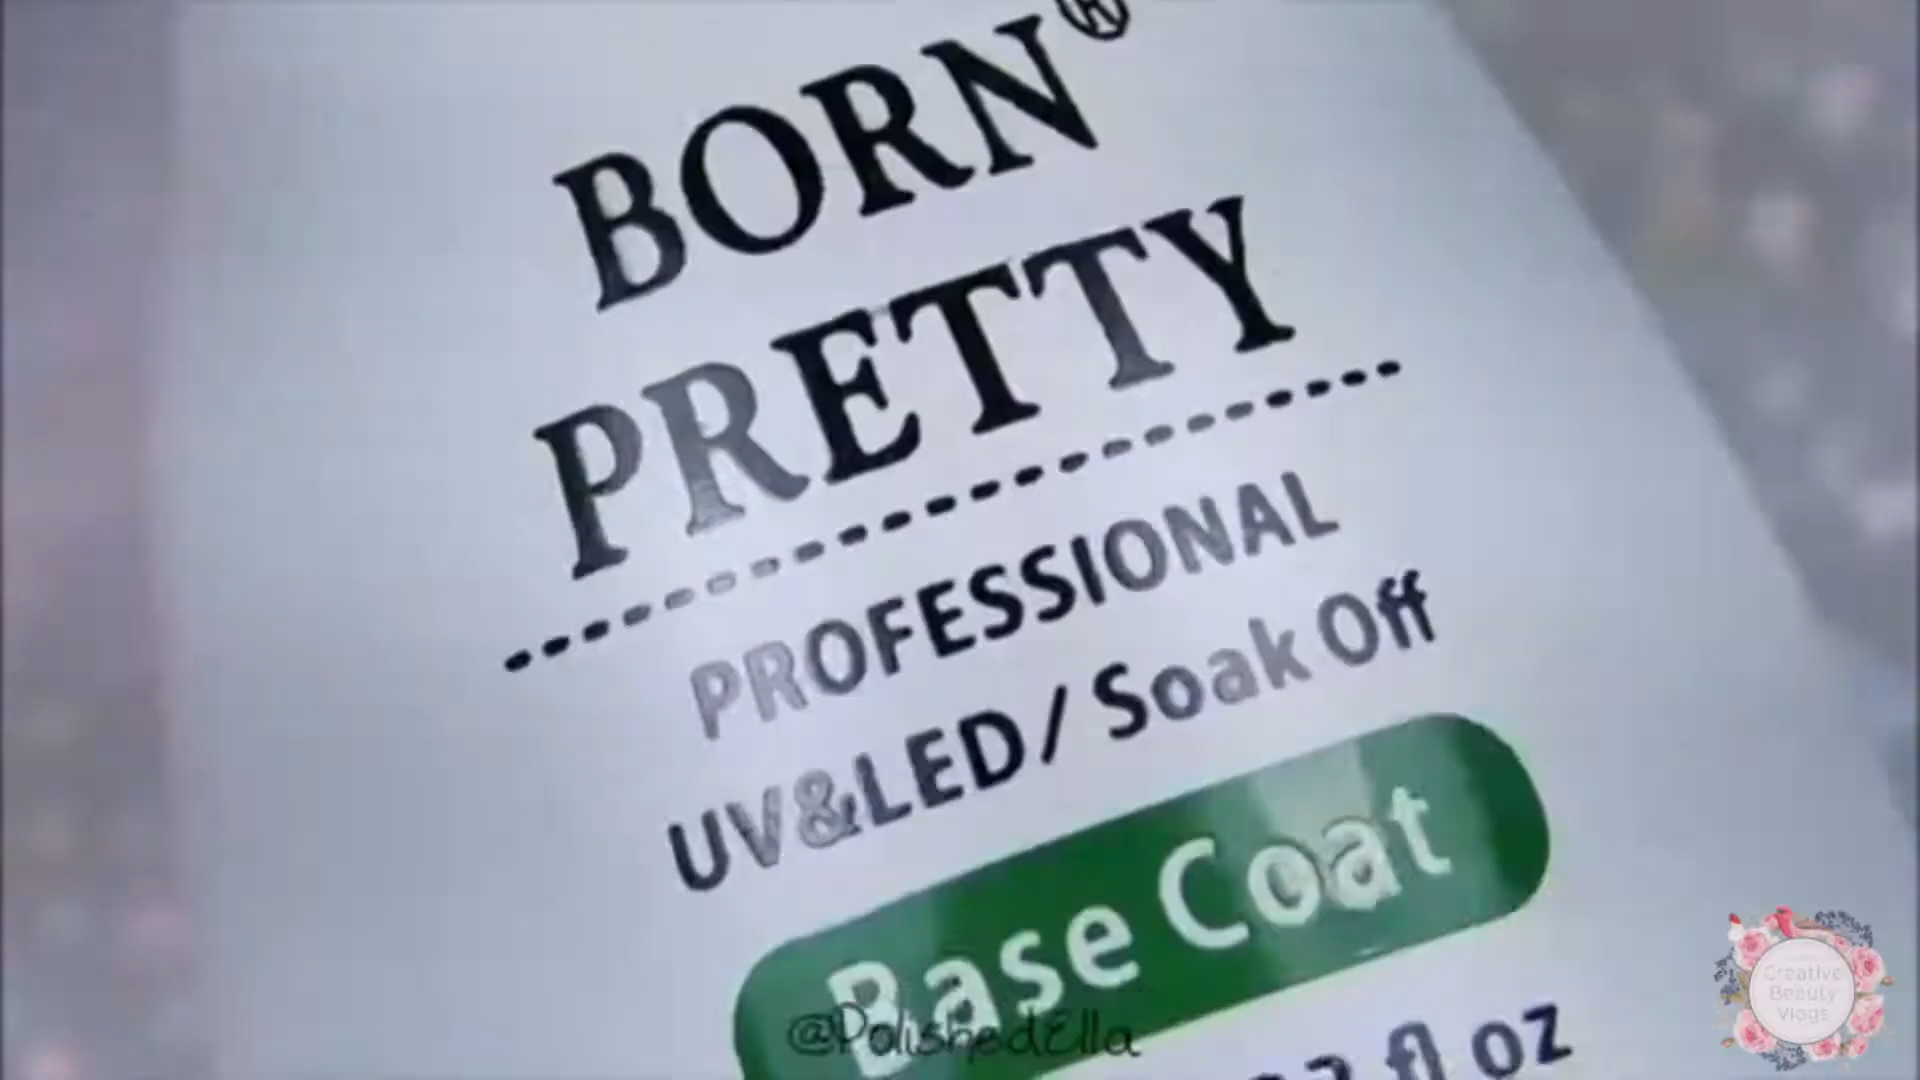 BORN®
PRETTY
PROFESSIONAL
UV&LED/ Soak Off
Base Coat
fl oz
@PolishedElla
Creative
Beauty
Vlogs